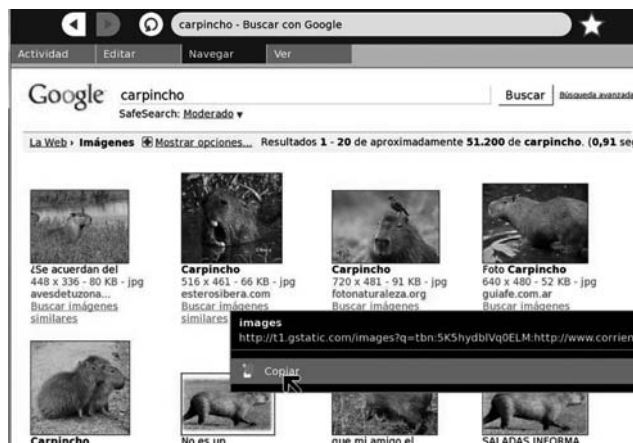 carpincho - Buscar con Google
Actividad Editar Navegar Ver
Google carpincho Buscar Búsqueda avanzada
SafeSearch: Moderado ▼
La Web › Imágenes Mostrar opciones... Resultados 1 - 20 de aproximadamente 51.200 de carpincho. (0,91 seg
¿Se acuerdan del
448 x 336 - 80 KB - jpg
avesdetuzona...
Buscar imágenes
similares
Carpincho
516 x 461 - 66 KB - jpg
esterosibera.com
Buscar imágenes
similares
Carpincho
720 x 481 - 91 KB - jpg
fotonaturaleza.org
Buscar imágenes
Foto Carpincho
640 x 480 - 52 KB - jpg
guiafe.com.ar
Buscar imágenes
images
http://t1.gstatic.com/images?q=tbn:5K5hydblVq0ELM:http://www.corrien
Copiar
Carpincho
No es un
que mi amigo el
SALADAS INFORMA